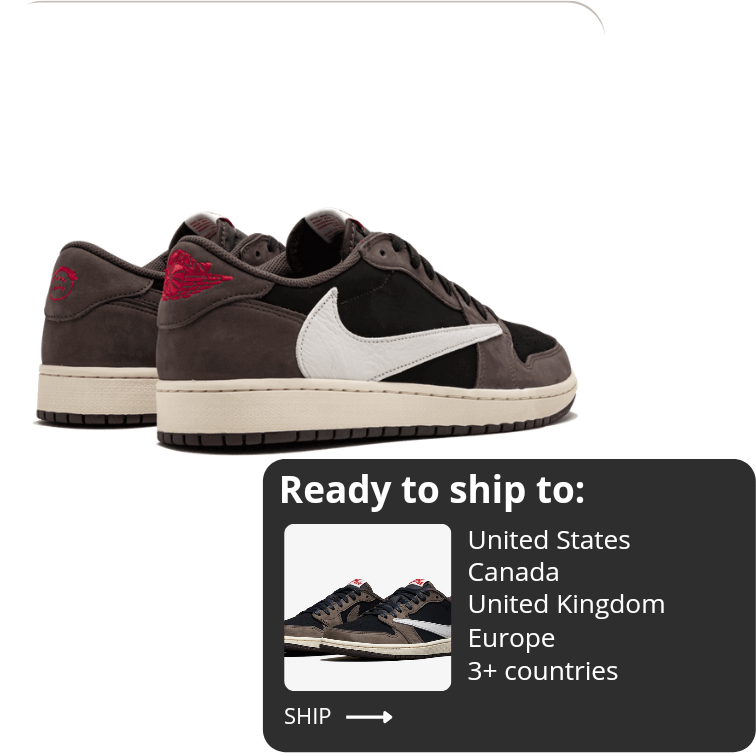 Ready to ship to:
United States
Canada
United Kingdom
Europe
3+ countries
SHIP